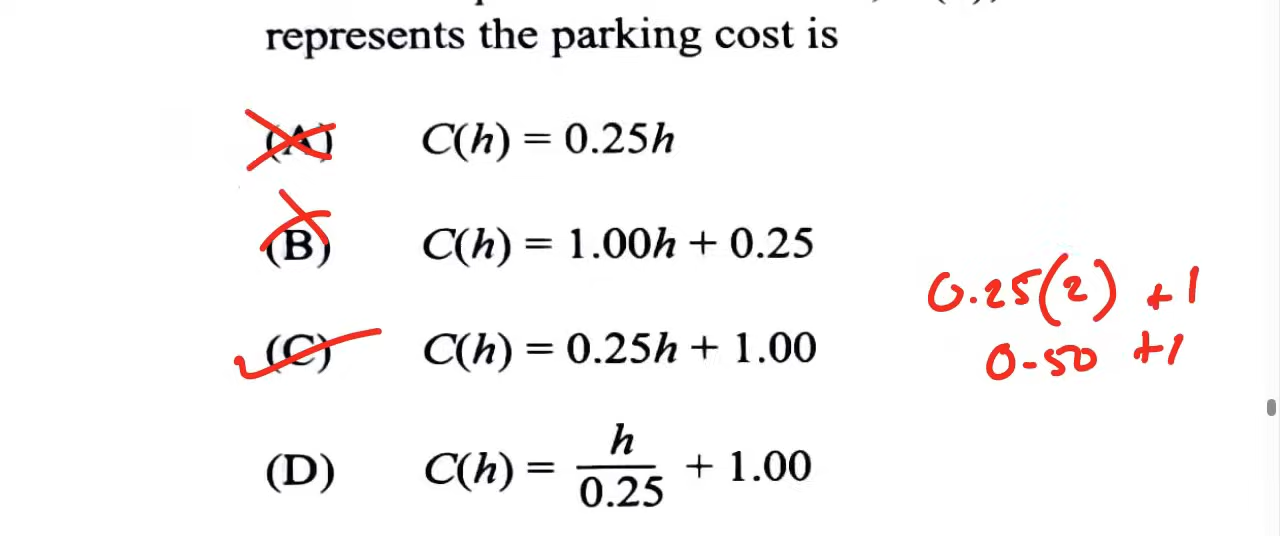 represents the parking cost is
(A) C(h) = 0.25h
(B) C(h) = 1.00h + 0.25
0.25(2) +1
(C) C(h) = 0.25h + 1.00
0.50 +1
(D) C(h) = h/0.25 + 1.00